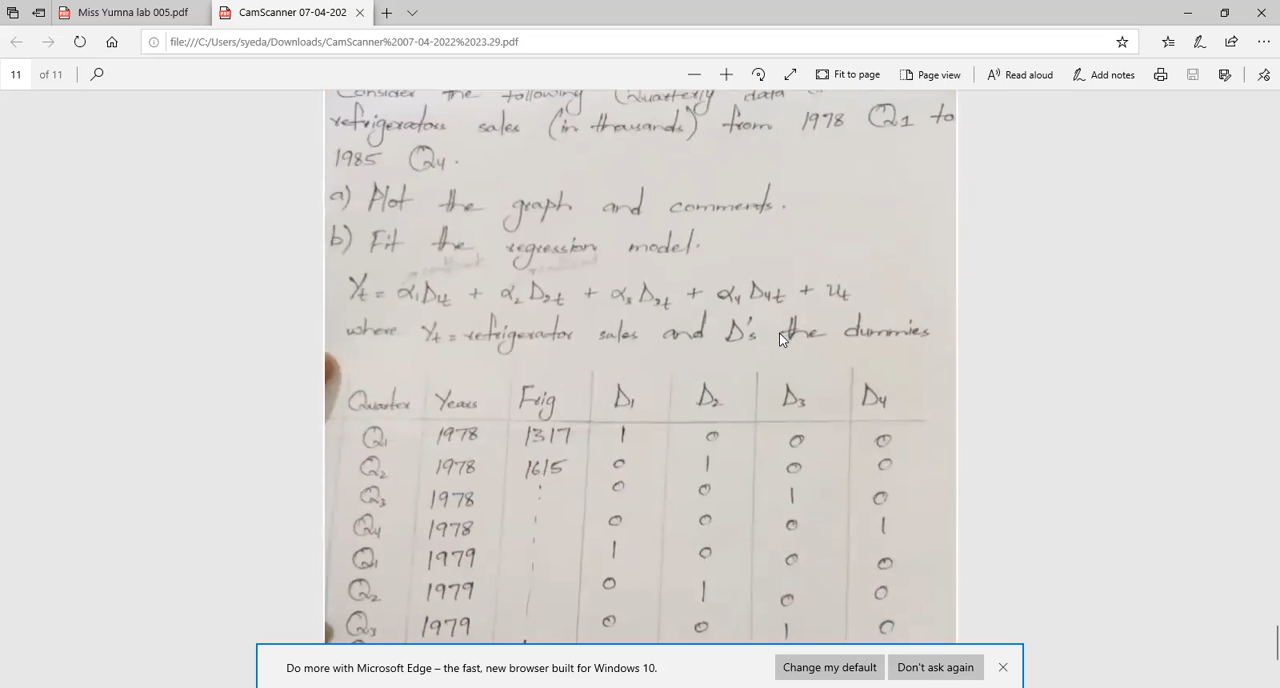 Miss Yumna lab 005.pdf
CamScanner 07-04-202
file:///C:/Users/syeda/Downloads/CamScanner%2007-04-2022%2023.29.pdf
11 of 11
Fit to page
Page view
Read aloud
Add notes
Consider the following Quarterly data
refrigerators sales (in thousands) from 1978 Q1 to
1985 Q4.
a) Plot the graph and comments.
b) Fit the regression model.
Yt = α1D1t + α2D2t + α3D3t + α4D4t + ut
where Yt = refrigerator sales and D's the dummies
Quarter Years Frig D1 D2 D3 D4
Q1 1978 1317 1 0 0 0
Q2 1978 1615 0 1 0 0
Q3 1978 0 0 1 0
Q4 1978 0 0 0 1
Q1 1979 1 0 0 0
Q2 1979 0 1 0 0
Q3 1979 0 0 1 0
Do more with Microsoft Edge – the fast, new browser built for Windows 10.
Change my default
Don't ask again